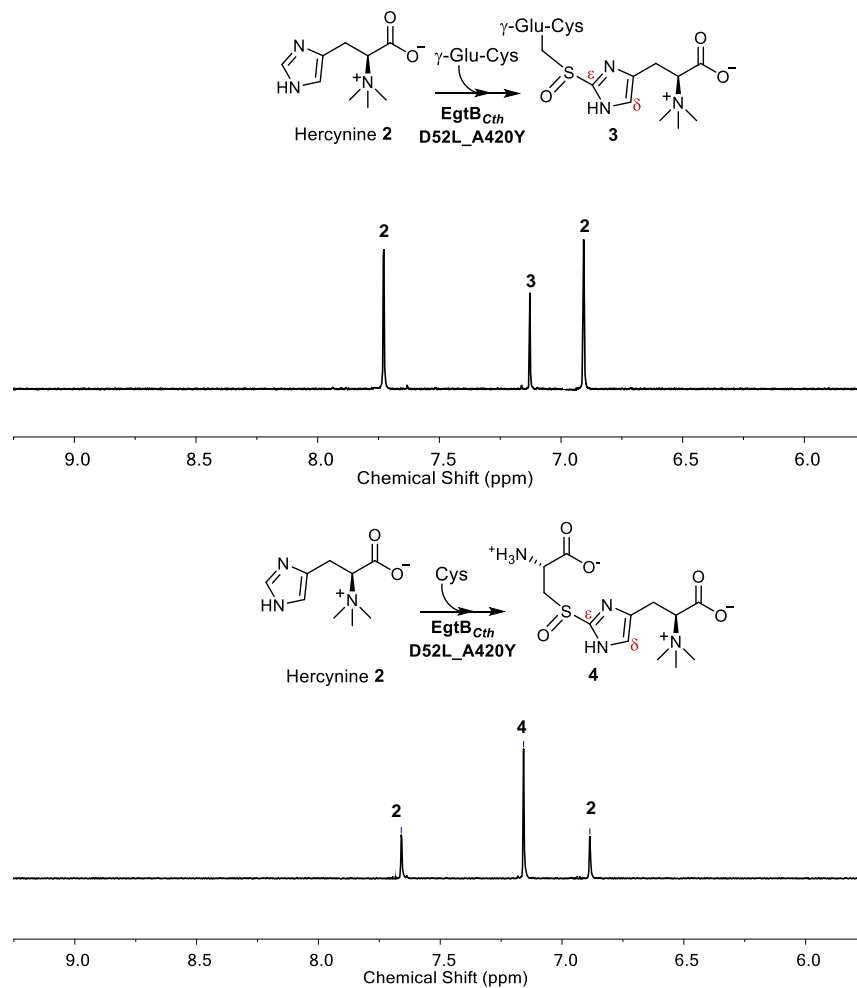 γ-Glu-Cys
N
HN
O
O−
+N
γ-Glu-Cys
S
O
ε
N
HN
δ
O
O−
+N
EgtBCth
D52L_A420Y
Hercynine 2
3
2
3
2
9.0 8.5 8.0 7.5 7.0 6.5 6.0
Chemical Shift (ppm)
N
HN
O
O−
+N
Cys
+H3N
O
O-
S
O
ε
N
HN
δ
O
O−
+N
EgtBCth
D52L_A420Y
Hercynine 2
4
4
2
2
9.0 8.5 8.0 7.5 7.0 6.5 6.0
Chemical Shift (ppm)